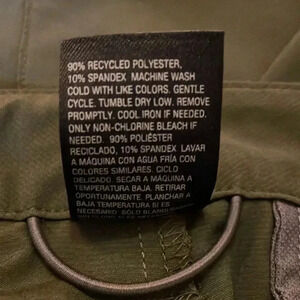 90% RECYCLED POLYESTER,
10% SPANDEX MACHINE WASH
COLD WITH LIKE COLORS. GENTLE
CYCLE. TUMBLE DRY LOW. REMOVE
PROMPTLY. COOL IRON IF NEEDED.
ONLY NON-CHLORINE BLEACH IF
NEEDED. 90% POLIÉSTER
RECICLADO, 10% SPANDEX LAVAR
A MÁQUINA CON AGUA FRÍA CON
COLORES SIMILARES. CICLO
DELICADO. SECAR A MÁQUINA A
TEMPERATURA BAJA. RETIRAR
OPORTUNAMENTE. PLANCHAR A
BAJA TEMPERATURA SI ES
NECESARIO. SÓLO